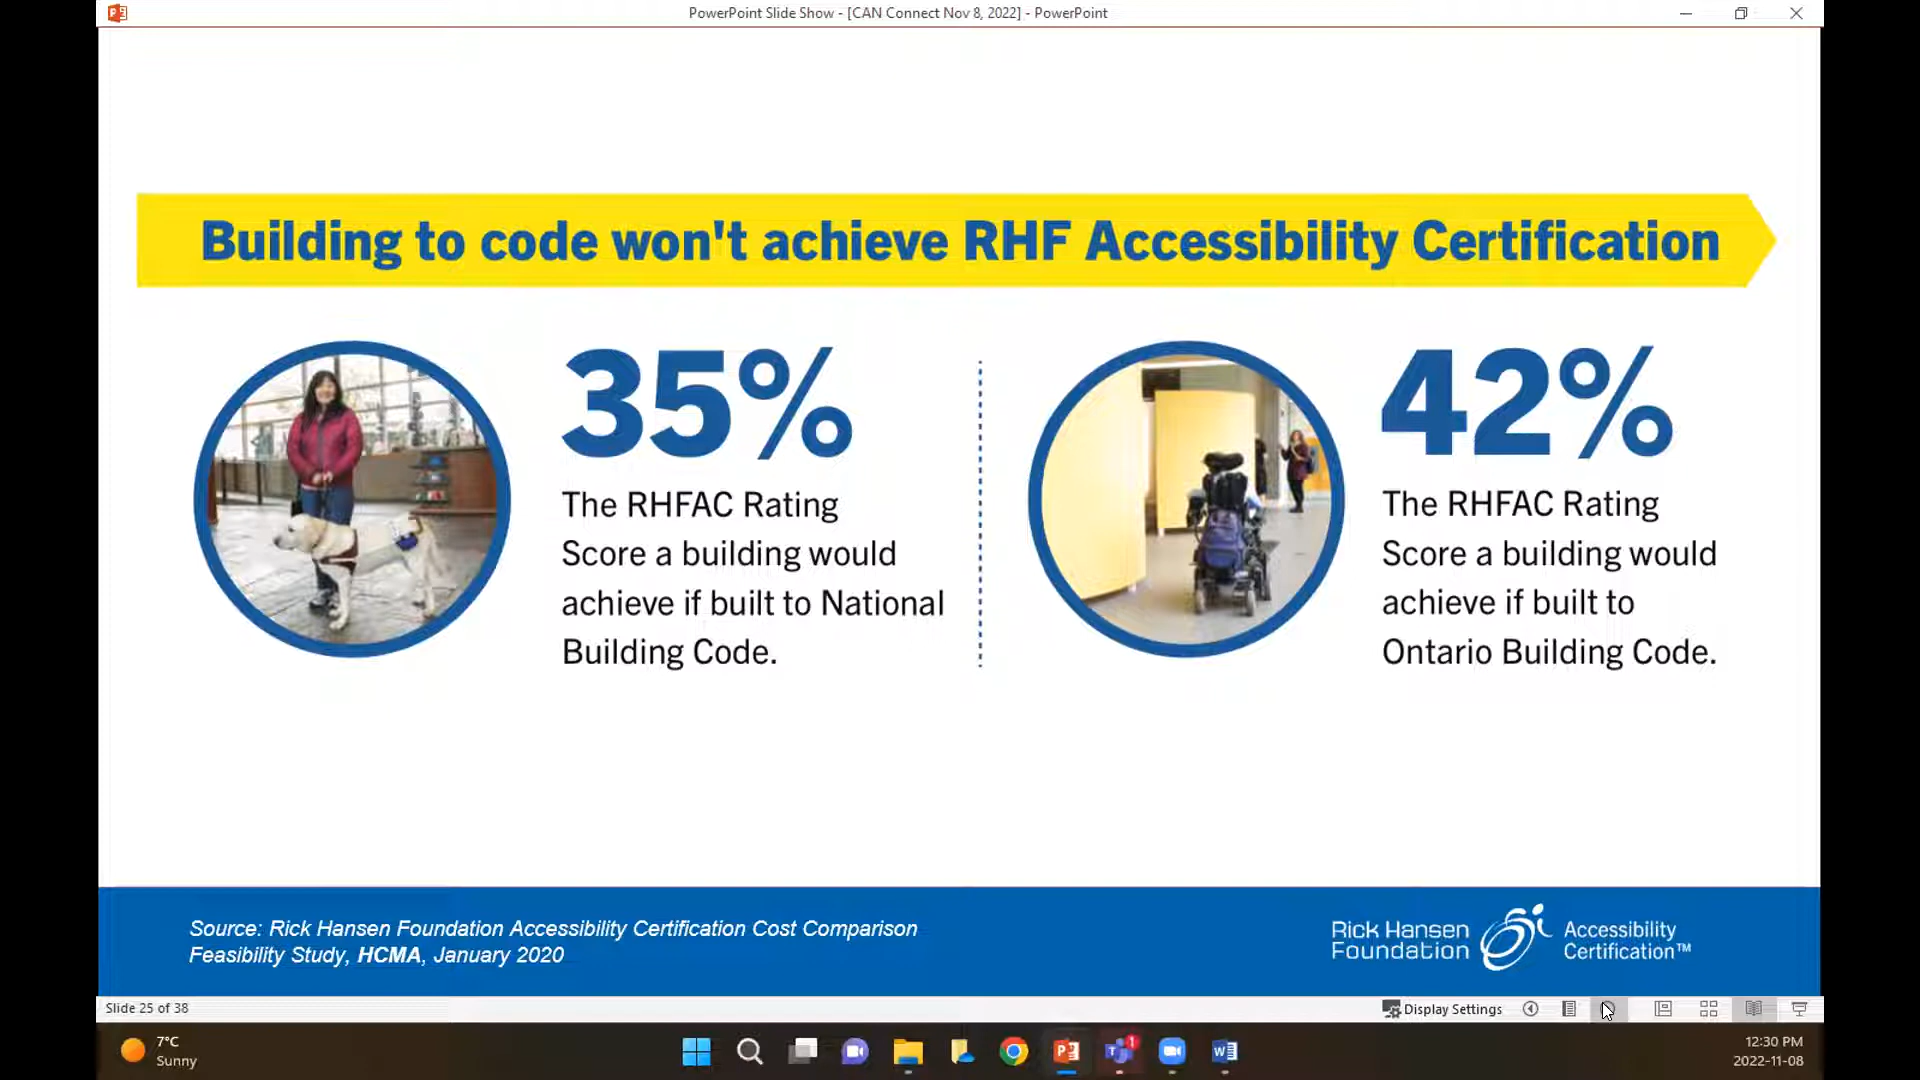 PowerPoint Slide Show - [CAN Connect Nov 8, 2022] - PowerPoint
Building to code won't achieve RHF Accessibility Certification
35%
The RHFAC Rating
Score a building would
achieve if built to National
Building Code.
42%
The RHFAC Rating
Score a building would
achieve if built to
Ontario Building Code.
Source: Rick Hansen Foundation Accessibility Certification Cost Comparison
Feasibility Study, HCMA, January 2020
Rick Hansen
Foundation
Accessibility
Certification™
Slide 25 of 38
Display Settings
7°C
Sunny
1
12:30 PM
2022-11-08